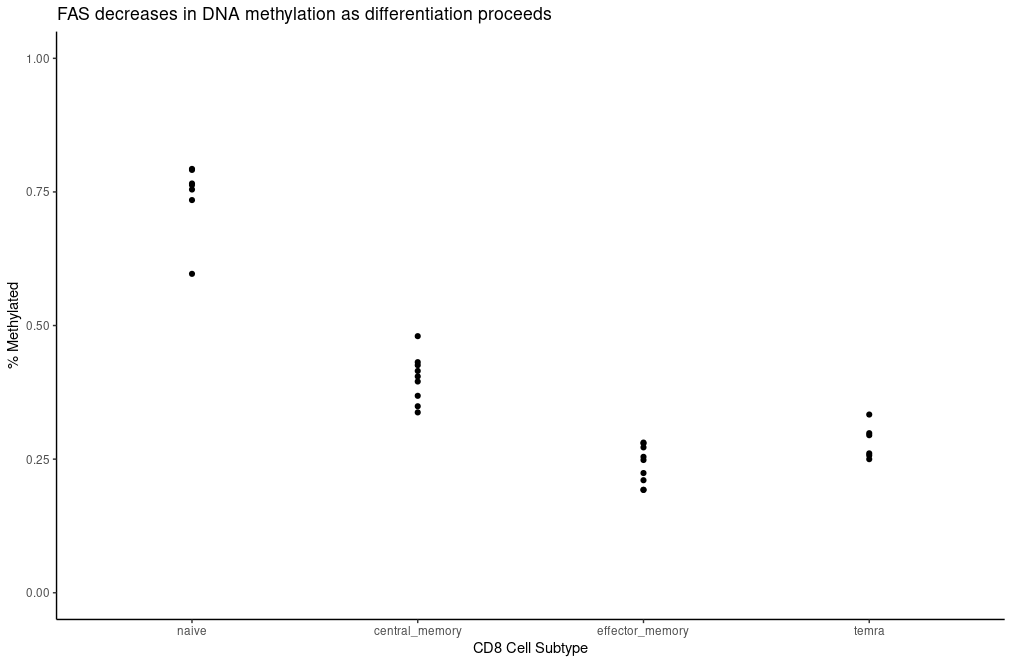 FAS decreases in DNA methylation as differentiation proceeds
1.00
0.75
0.50
0.25
0.00
% Methylated
naive central_memory effector_memory temra
CD8 Cell Subtype